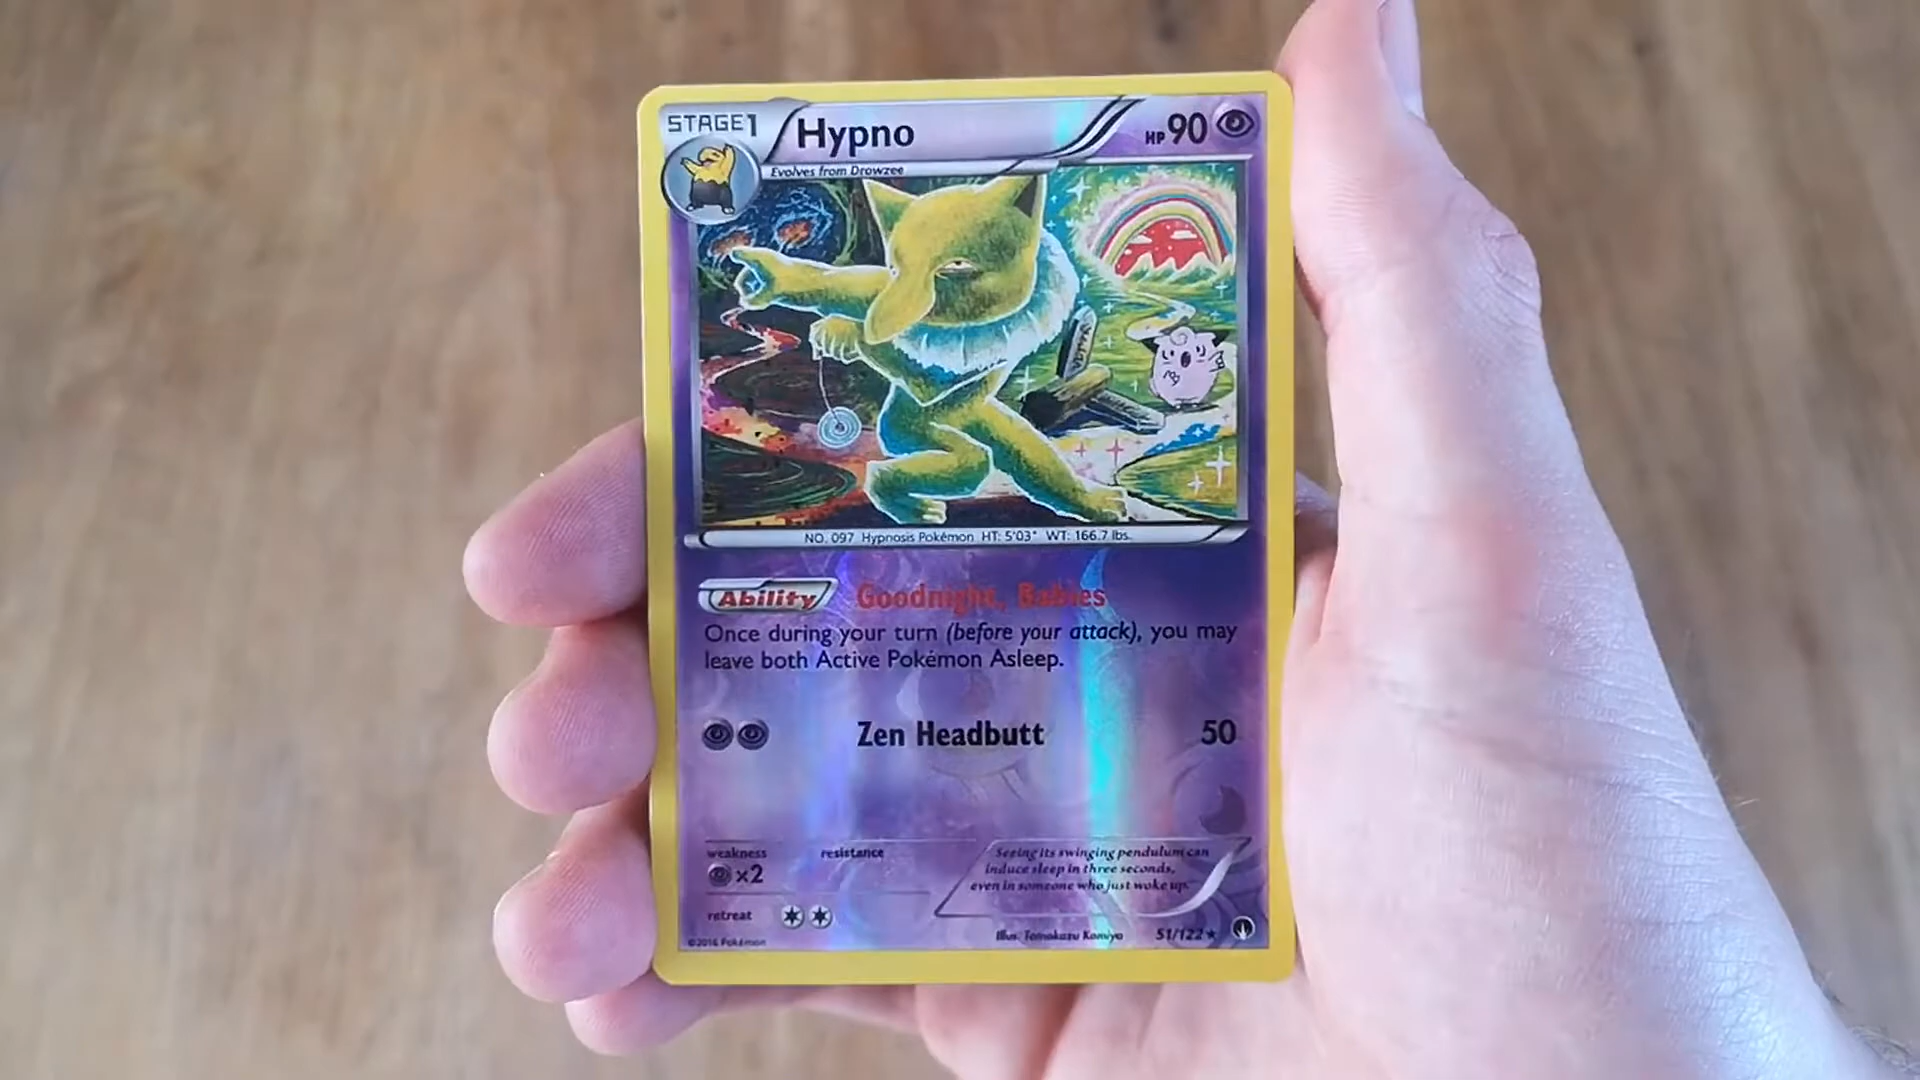 STAGE1
Hypno
HP 90
Evolves from Drowzee
NO. 097 Hypnosis Pokémon HT: 5'03" WT: 166.7 lbs.
Ability Goodnight, Babies
Once during your turn (before your attack), you may
leave both Active Pokémon Asleep.
Zen Headbutt 50
weakness resistance
×2
Seeing its swinging pendulum can
induce sleep in three seconds,
even in someone who just woke up.
retreat
©2016 Pokémon
Illus. Tomokazu Komiya
51/122★